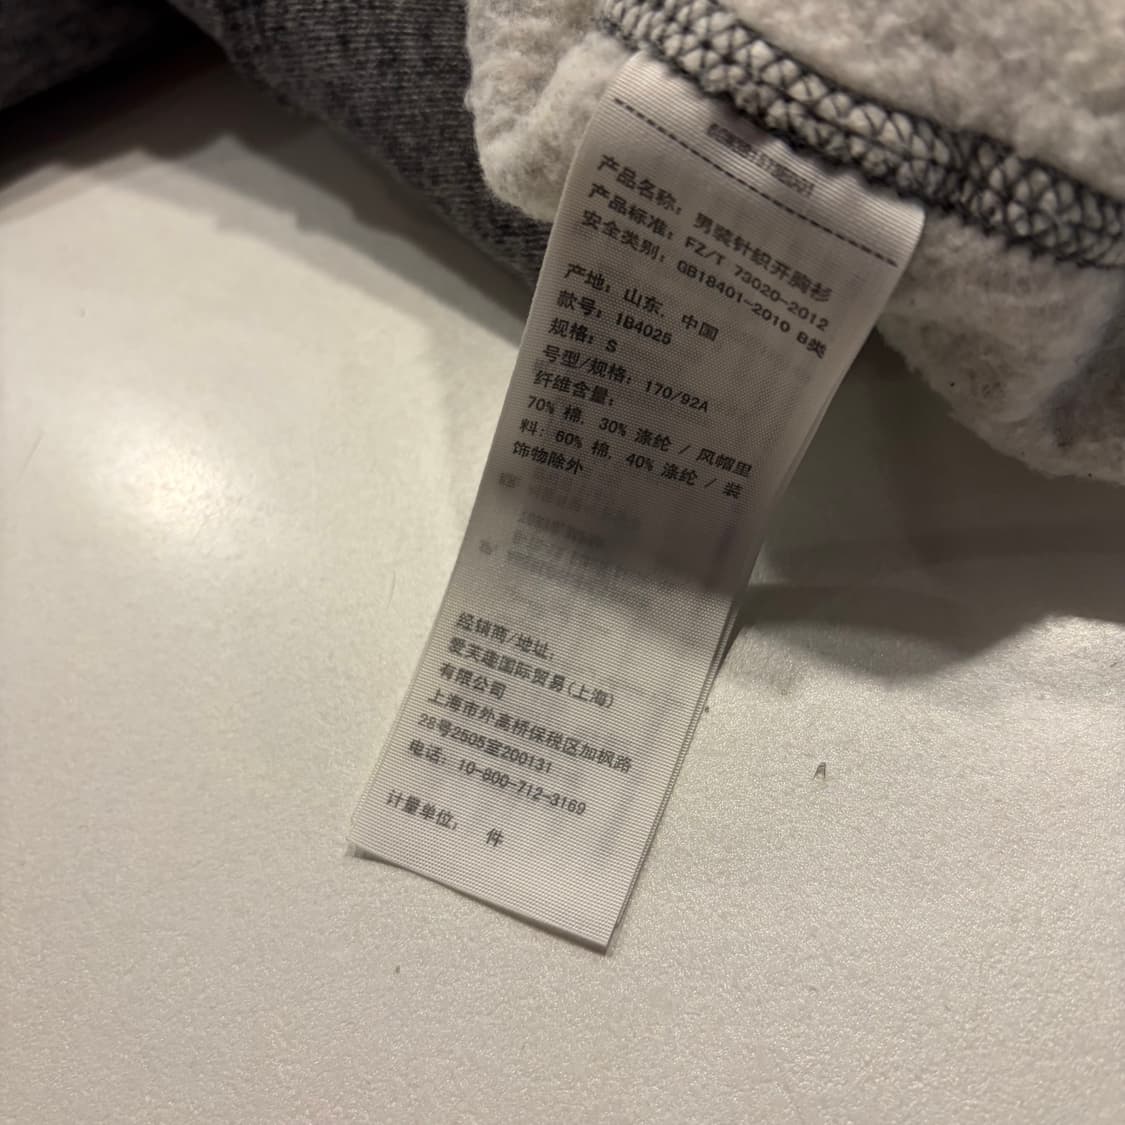 产品名称：男装针织开胸衫
产品标准：FZ/T 73020-2012
安全类别：GB18401-2010 B类
产地：山东，中国
款号：1B4025
规格：S
号型/规格：170/92A
纤维含量：
70% 棉，30% 涤纶 / 风帽里
料：60% 棉，40% 涤纶 / 装
饰物除外
经销商/地址：
爱芙趣国际贸易(上海)
有限公司
上海市外高桥保税区加枫路
28号2505室200131
电话：10-800-712-3169
计量单位： 件